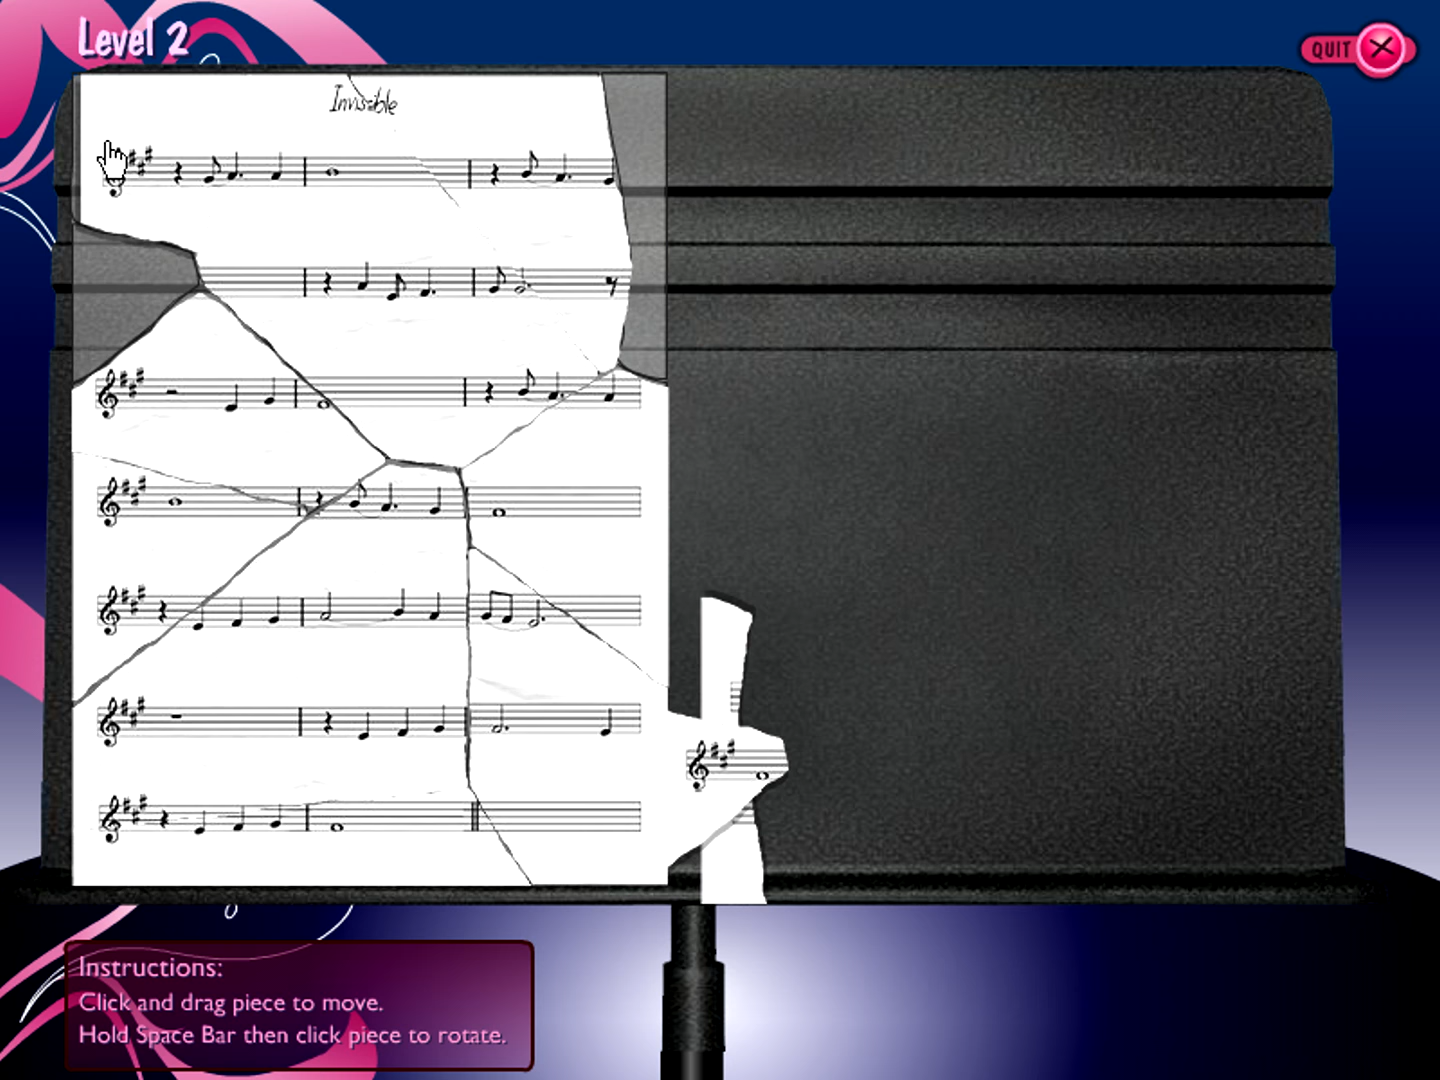 Level 2
QUIT
Invisible
Instructions:
Click and drag piece to move.
Hold Space Bar then click piece to rotate.